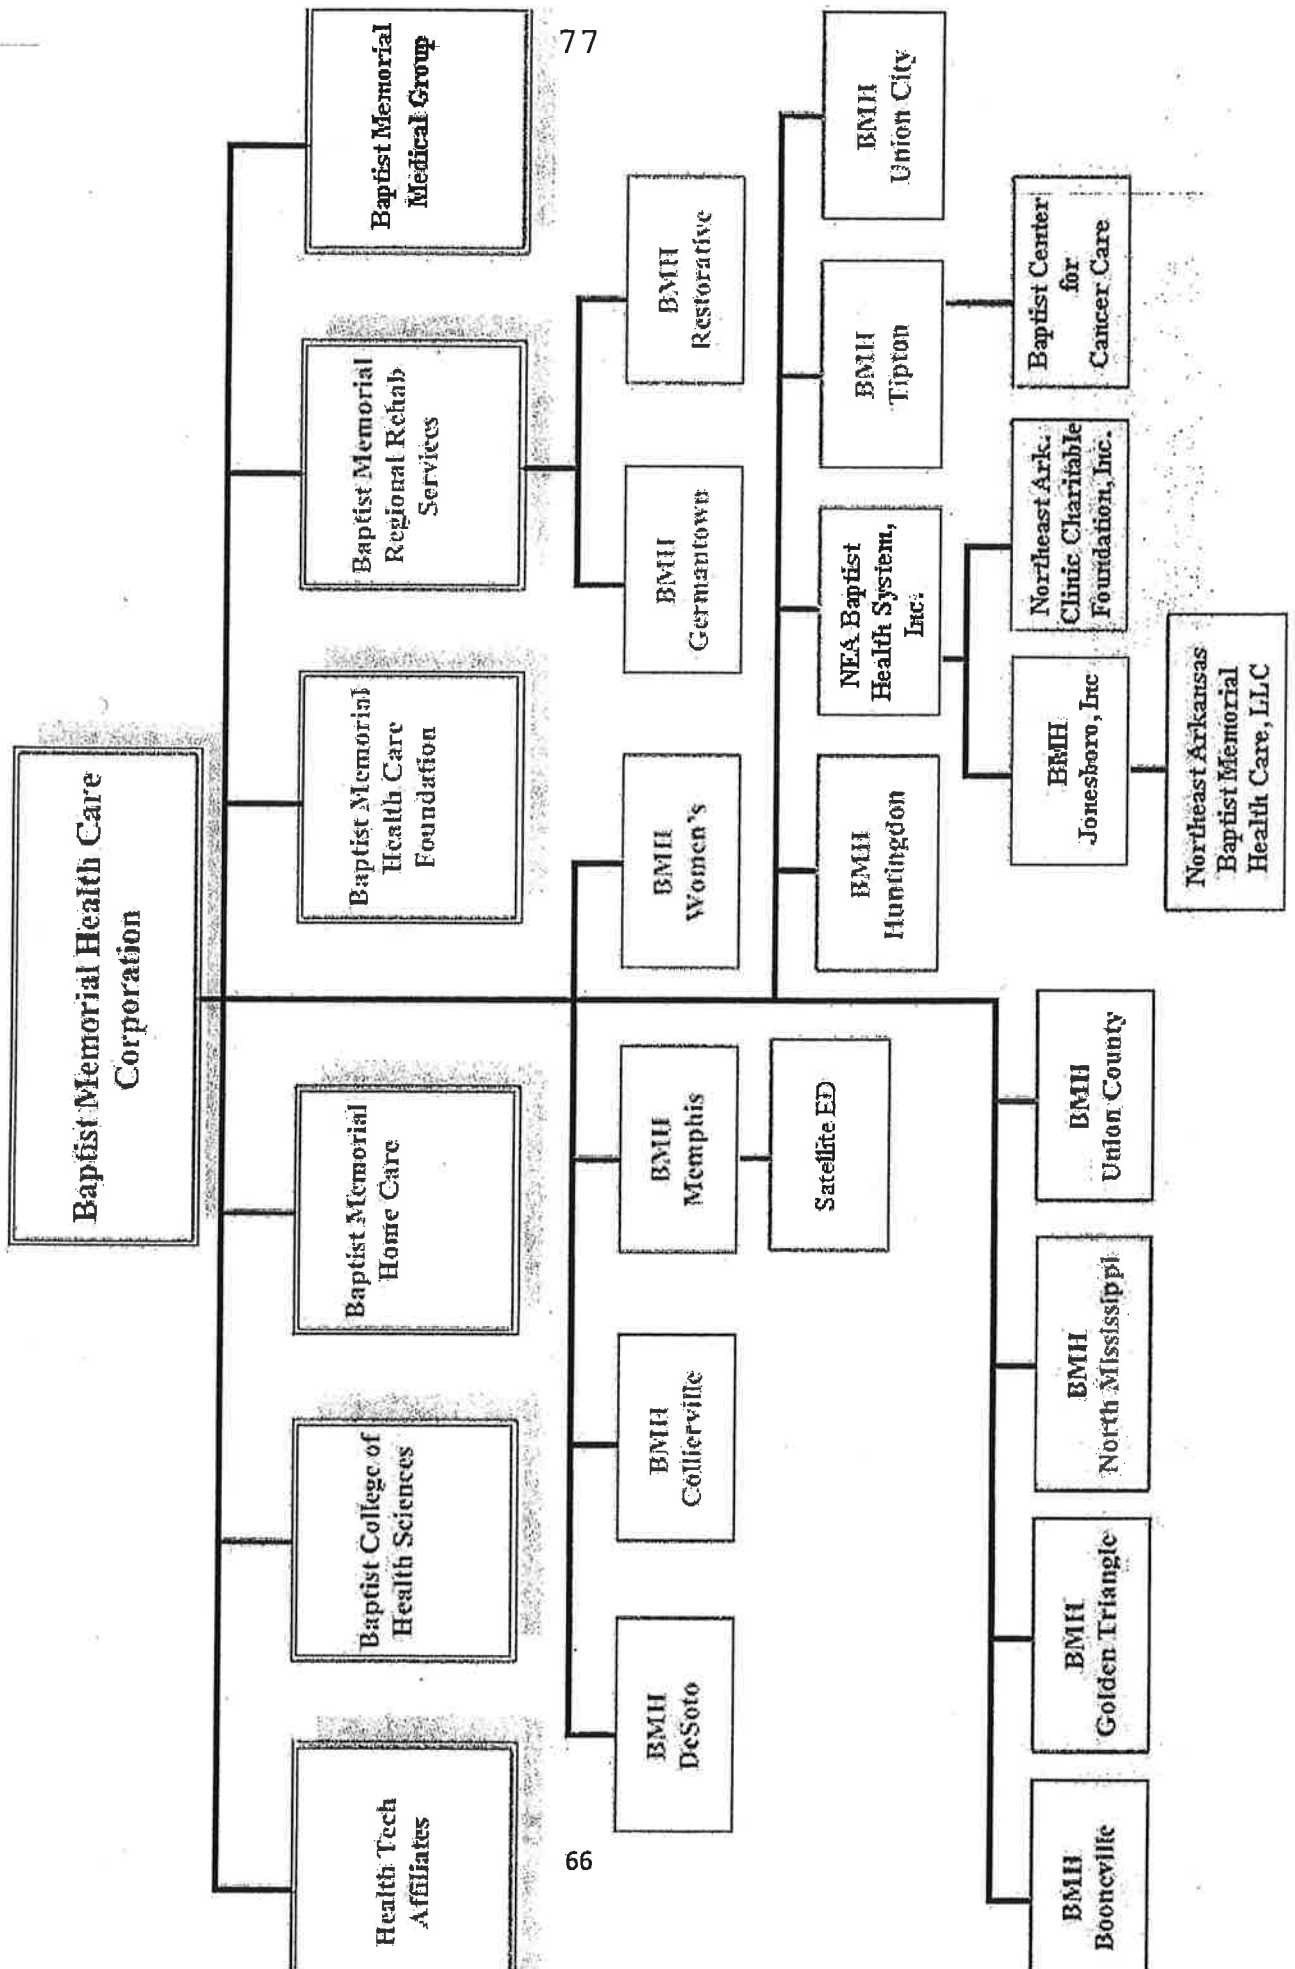 77
Baptist Memorial Health Care
Corporation
Health Tech
Affiliates
Baptist College of
Health Sciences
Baptist Memorial
Home Care
Baptist Memorial
Health Care
Foundation
Baptist Memorial
Regional Rehab
Services
Baptist Memorial
Medical Group
BMH
DeSoto
BMH
Collierville
BMH
Memphis
BMH
Women's
BMH
Germantown
BMH
Restorative
Satellite ED
BMH
Huntingdon
NEA Baptist
Health System,
Inc.
BMH
Tipton
BMH
Union City
BMH
Booneville
BMH
Golden Triangle
BMH
North Mississippi
BMH
Union County
BMH
Jonesboro, Inc
Northeast Ark.
Clinic Charitable
Foundation, Inc.
Baptist Center
for
Cancer Care
Northeast Arkansas
Baptist Memorial
Health Care, LLC
66